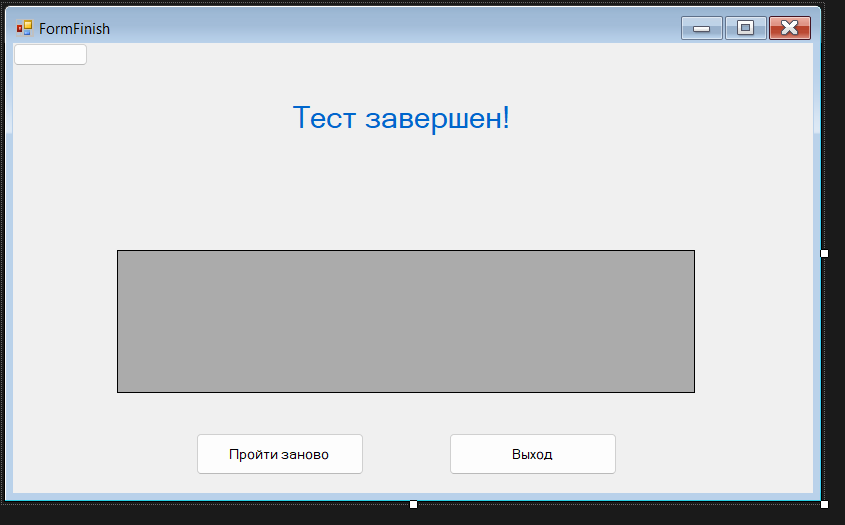 FormFinish
Тест завершен!
Пройти заново
Выход